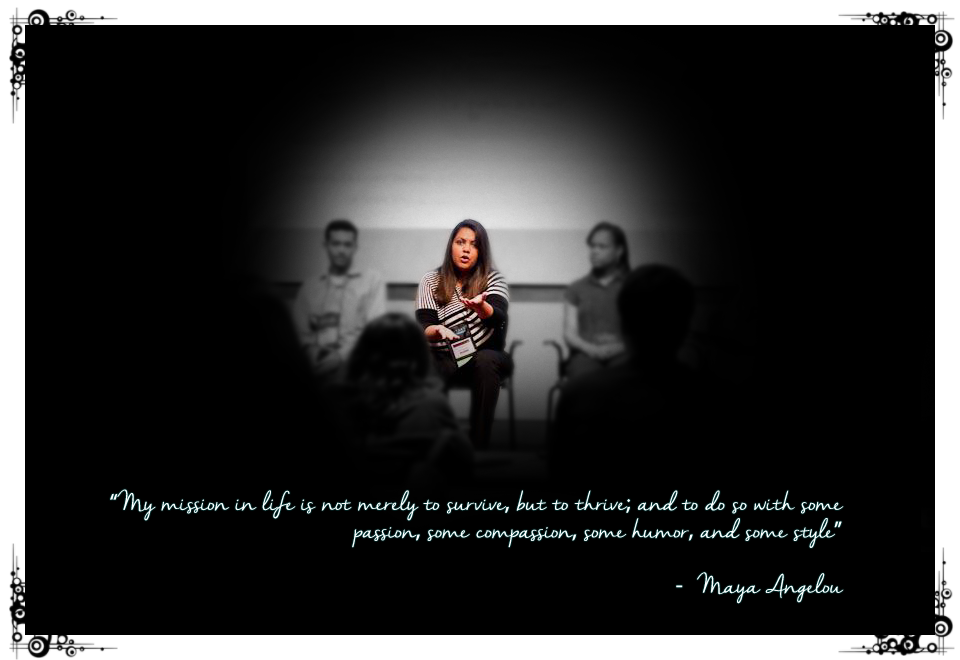 "My mission in life is not merely to survive, but to thrive; and to do so with some
passion, some compassion, some humor, and some style"
- Maya Angelou